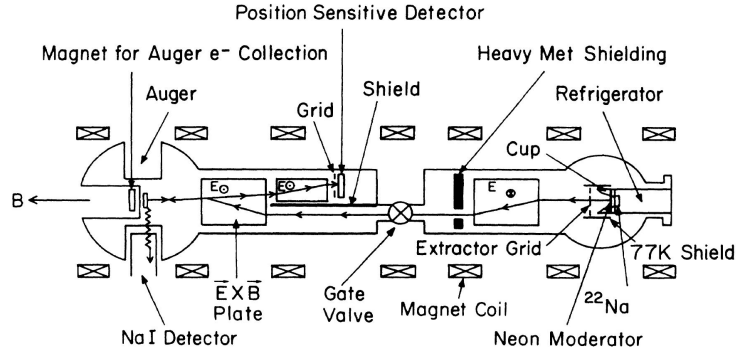 Position Sensitive Detector
Magnet for Auger e⁻ Collection
Heavy Met Shielding
Auger
Shield
Grid
Refrigerator
Cup
B
E⊙
E⊙
E⊗
Extractor Grid
77K Shield
E⃗XB⃗
Plate
Gate
Valve
Magnet Coil
²²Na
NaI Detector
Neon Moderator